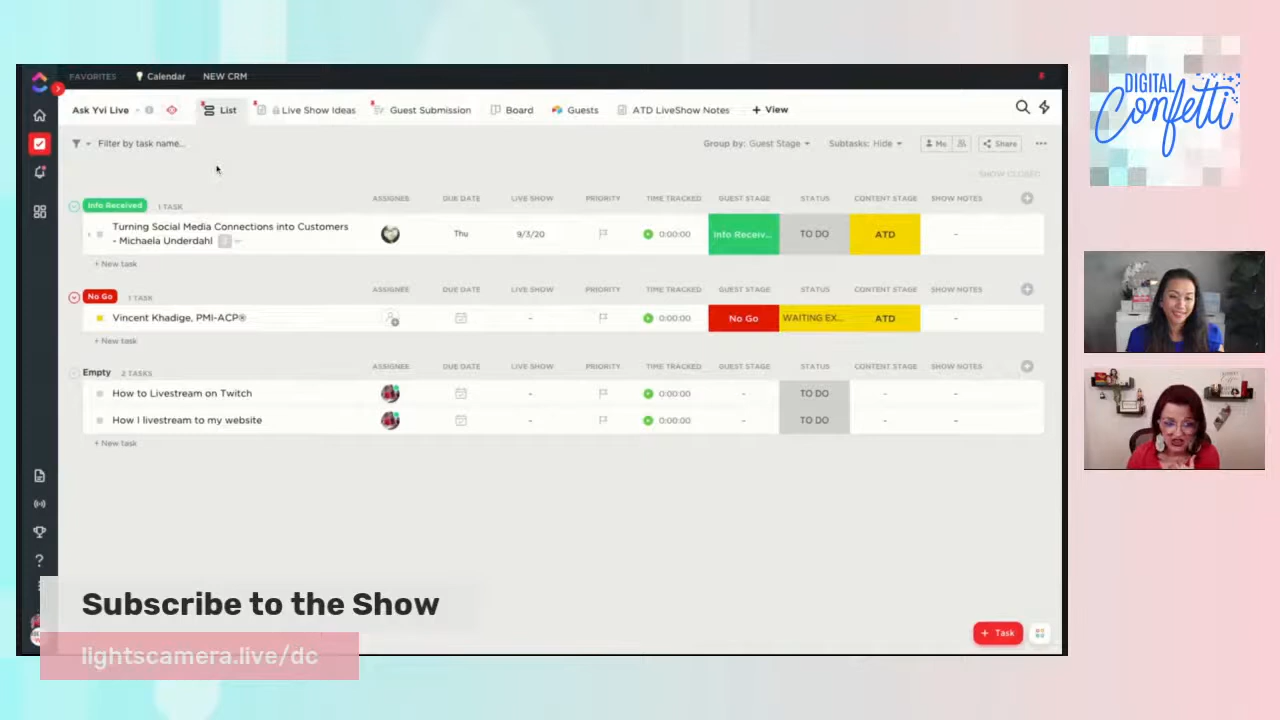 FAVORITES Calendar NEW CRM
DIGITAL
Confetti
Ask Yvi Live List Live Show Ideas Guest Submission Board Guests ATD LiveShow Notes + View
Filter by task name... Group by: Guest Stage Subtasks: Hide Me Share
SHOW CLOSED
Info Received 1 TASK ASSIGNEE DUE DATE LIVE SHOW PRIORITY TIME TRACKED GUEST STAGE STATUS CONTENT STAGE SHOW NOTES
Turning Social Media Connections into Customers
- Michaela Underdahl Thu 9/3/20 0:00:00 Info Receiv... TO DO ATD -
+ New task
No Go 1 TASK ASSIGNEE DUE DATE LIVE SHOW PRIORITY TIME TRACKED GUEST STAGE STATUS CONTENT STAGE SHOW NOTES
Vincent Khadige, PMI-ACP® - 0:00:00 No Go WAITING EX... ATD -
+ New task
Empty 2 TASKS ASSIGNEE DUE DATE LIVE SHOW PRIORITY TIME TRACKED GUEST STAGE STATUS CONTENT STAGE SHOW NOTES
How to Livestream on Twitch - 0:00:00 - TO DO - -
How I livestream to my website - 0:00:00 - TO DO - -
+ New task
Subscribe to the Show
+ Task
lightscamera.live/dc